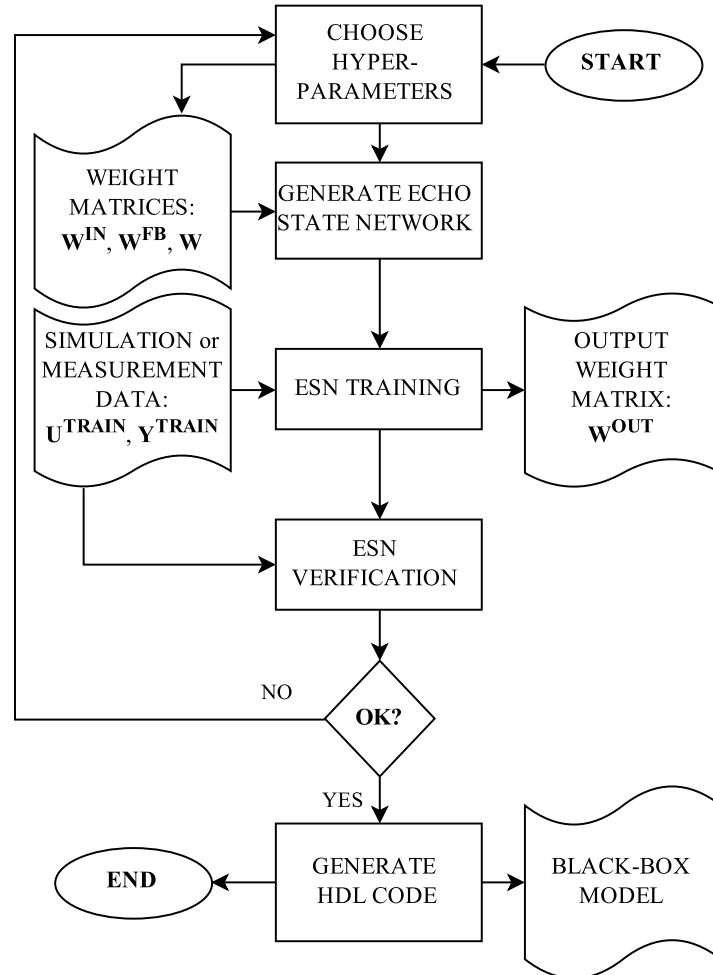 CHOOSE
HYPER-
PARAMETERS
START
WEIGHT
MATRICES:
W^IN, W^FB, W
GENERATE ECHO
STATE NETWORK
SIMULATION or
MEASUREMENT
DATA:
U^TRAIN, Y^TRAIN
ESN TRAINING
OUTPUT
WEIGHT
MATRIX:
W^OUT
ESN
VERIFICATION
NO
OK?
YES
END
GENERATE
HDL CODE
BLACK-BOX
MODEL